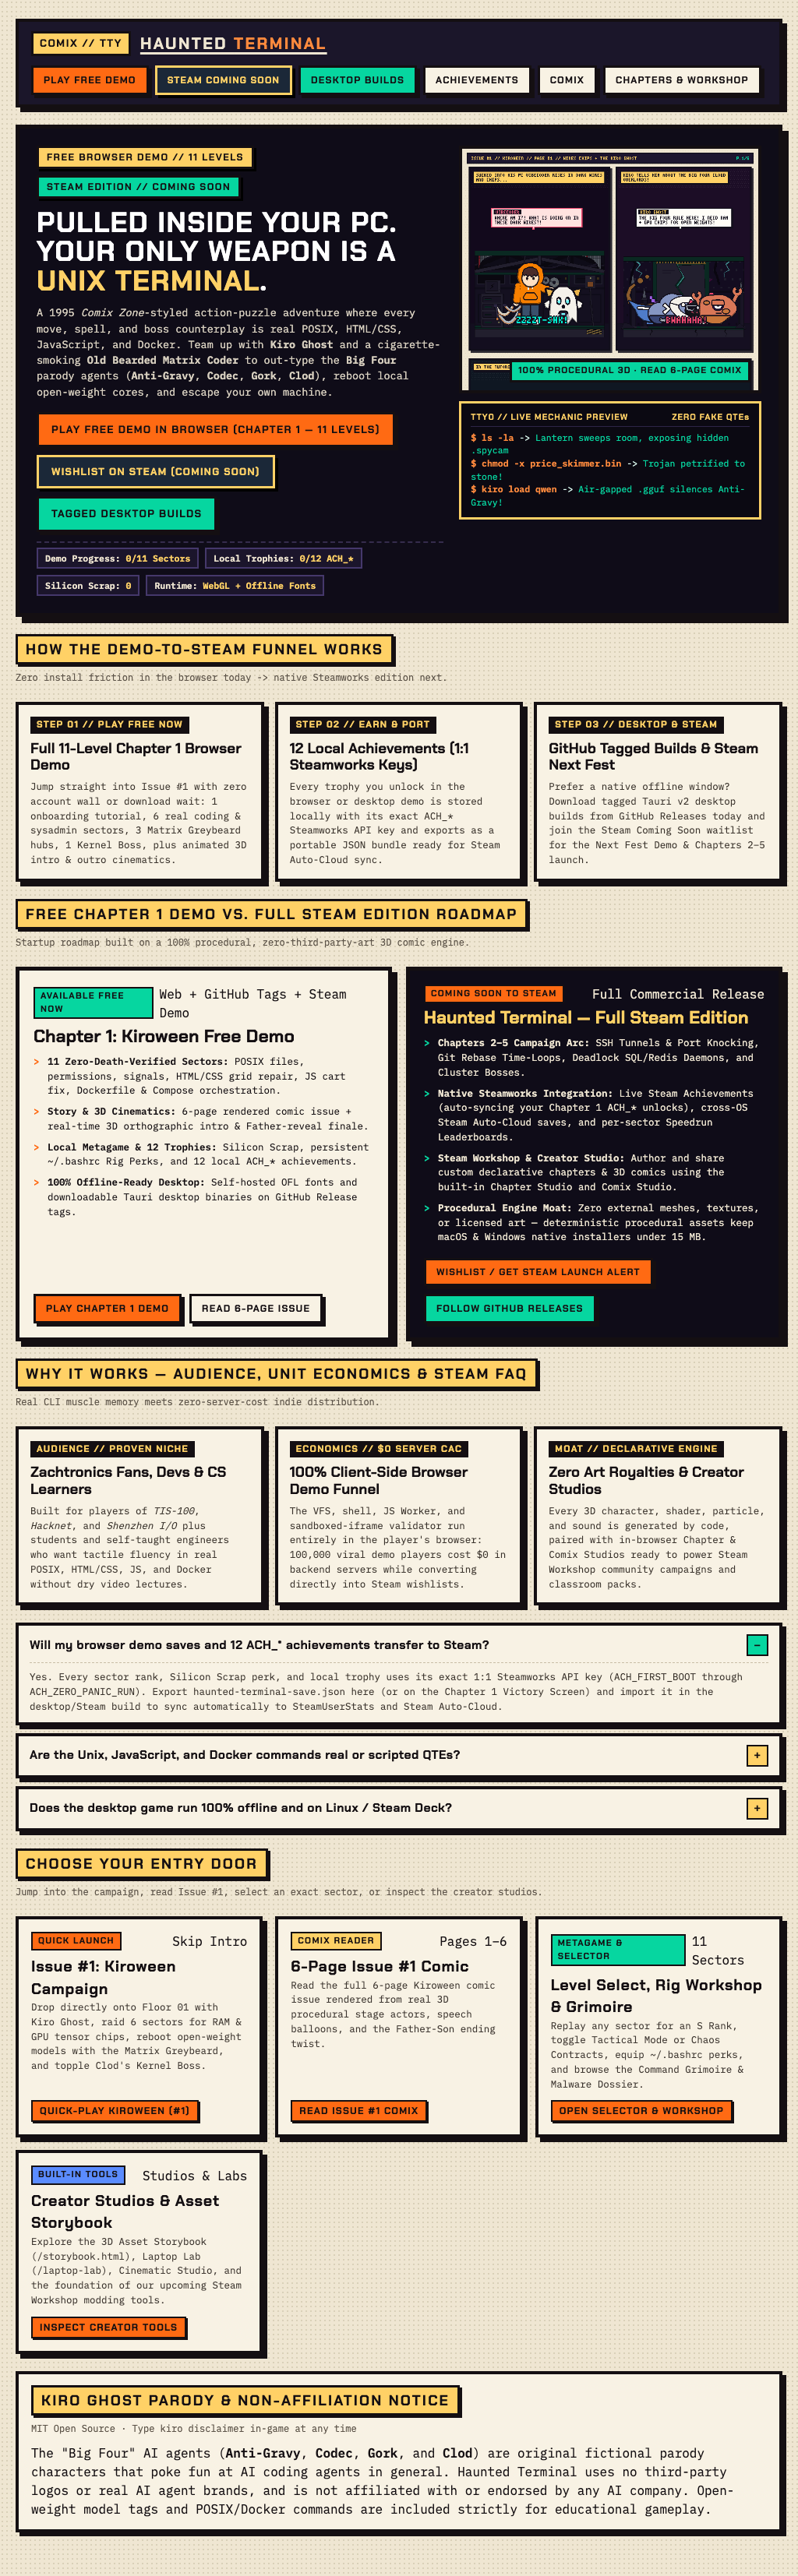 COMIX // TTY
HAUNTED TERMINAL
PLAY FREE DEMO
STEAM COMING SOON
DESKTOP BUILDS
ACHIEVEMENTS
COMIX
CHAPTERS & WORKSHOP
FREE BROWSER DEMO // 11 LEVELS
STEAM EDITION // COMING SOON
PULLED INSIDE YOUR PC.
YOUR ONLY WEAPON IS A
UNIX TERMINAL.
A 1995 Comix Zone-styled action-puzzle adventure where every
move, spell, and boss counterplay is real POSIX, HTML/CSS,
JavaScript, and Docker. Team up with Kiro Ghost and a cigarette-
smoking Old Bearded Matrix Coder to out-type the Big Four
parody agents (Anti-Gravy, Codec, Gork, Clod), reboot local
open-weight cores, and escape your own machine.
PLAY FREE DEMO IN BROWSER (CHAPTER 1 — 11 LEVELS)
WISHLIST ON STEAM (COMING SOON)
TAGGED DESKTOP BUILDS
Demo Progress: 0/11 Sectors
Local Trophies: 0/12 ACH_*
Silicon Scrap: 0
Runtime: WebGL + Offline Fonts
100% PROCEDURAL 3D · READ 6-PAGE COMIX
TTY0 // LIVE MECHANIC PREVIEW
ZERO FAKE QTEs
$ ls -la -> Lantern sweeps room, exposing hidden
.spycam
$ chmod -x price_skimmer.bin -> Trojan petrified to
stone!
$ kiro load qwen -> Air-gapped .gguf silences Anti-
Gravy!
HOW THE DEMO-TO-STEAM FUNNEL WORKS
Zero install friction in the browser today -> native Steamworks edition next.
STEP 01 // PLAY FREE NOW
Full 11-Level Chapter 1 Browser
Demo
Jump straight into Issue #1 with zero
account wall or download wait: 1
onboarding tutorial, 6 real coding &
sysadmin sectors, 3 Matrix Greybeard
hubs, 1 Kernel Boss, plus animated 3D
intro & outro cinematics.
STEP 02 // EARN & PORT
12 Local Achievements (1:1
Steamworks Keys)
Every trophy you unlock in the
browser or desktop demo is stored
locally with its exact ACH_*
Steamworks API key and exports as a
portable JSON bundle ready for Steam
Auto-Cloud sync.
STEP 03 // DESKTOP & STEAM
GitHub Tagged Builds & Steam
Next Fest
Prefer a native offline window?
Download tagged Tauri v2 desktop
builds from GitHub Releases today and
join the Steam Coming Soon waitlist
for the Next Fest Demo & Chapters 2–5
launch.
FREE CHAPTER 1 DEMO VS. FULL STEAM EDITION ROADMAP
Startup roadmap built on a 100% procedural, zero-third-party-art 3D comic engine.
AVAILABLE FREE
NOW
Web + GitHub Tags + Steam
Demo
Chapter 1: Kiroween Free Demo
> 11 Zero-Death-Verified Sectors: POSIX files,
permissions, signals, HTML/CSS grid repair, JS cart
fix, Dockerfile & Compose orchestration.
> Story & 3D Cinematics: 6-page rendered comic issue +
real-time 3D orthographic intro & Father-reveal finale.
> Local Metagame & 12 Trophies: Silicon Scrap, persistent
~/.bashrc Rig Perks, and 12 local ACH_* achievements.
> 100% Offline-Ready Desktop: Self-hosted OFL fonts and
downloadable Tauri desktop binaries on GitHub Release
tags.
PLAY CHAPTER 1 DEMO
READ 6-PAGE ISSUE
COMING SOON TO STEAM
Full Commercial Release
Haunted Terminal — Full Steam Edition
> Chapters 2–5 Campaign Arc: SSH Tunnels & Port Knocking,
Git Rebase Time-Loops, Deadlock SQL/Redis Daemons, and
Cluster Bosses.
> Native Steamworks Integration: Live Steam Achievements
(auto-syncing your Chapter 1 ACH_* unlocks), cross-OS
Steam Auto-Cloud saves, and per-sector Speedrun
Leaderboards.
> Steam Workshop & Creator Studio: Author and share
custom declarative chapters & 3D comics using the
built-in Chapter Studio and Comix Studio.
> Procedural Engine Moat: Zero external meshes, textures,
or licensed art — deterministic procedural assets keep
macOS & Windows native installers under 15 MB.
WISHLIST / GET STEAM LAUNCH ALERT
FOLLOW GITHUB RELEASES
WHY IT WORKS — AUDIENCE, UNIT ECONOMICS & STEAM FAQ
Real CLI muscle memory meets zero-server-cost indie distribution.
AUDIENCE // PROVEN NICHE
Zachtronics Fans, Devs & CS
Learners
Built for players of TIS-100,
Hacknet, and Shenzhen I/O plus
students and self-taught engineers
who want tactile fluency in real
POSIX, HTML/CSS, JS, and Docker
without dry video lectures.
ECONOMICS // $0 SERVER CAC
100% Client-Side Browser
Demo Funnel
The VFS, shell, JS Worker, and
sandboxed-iframe validator run
entirely in the player's browser:
100,000 viral demo players cost $0 in
backend servers while converting
directly into Steam wishlists.
MOAT // DECLARATIVE ENGINE
Zero Art Royalties & Creator
Studios
Every 3D character, shader, particle,
and sound is generated by code,
paired with in-browser Chapter &
Comix Studios ready to power Steam
Workshop community campaigns and
classroom packs.
Will my browser demo saves and 12 ACH_* achievements transfer to Steam?
–
Yes. Every sector rank, Silicon Scrap perk, and local trophy uses its exact 1:1 Steamworks API key (ACH_FIRST_BOOT through
ACH_ZERO_PANIC_RUN). Export haunted-terminal-save.json here (or on the Chapter 1 Victory Screen) and import it in the
desktop/Steam build to sync automatically to SteamUserStats and Steam Auto-Cloud.
Are the Unix, JavaScript, and Docker commands real or scripted QTEs?
+
Does the desktop game run 100% offline and on Linux / Steam Deck?
+
CHOOSE YOUR ENTRY DOOR
Jump into the campaign, read Issue #1, select an exact sector, or inspect the creator studios.
QUICK LAUNCH
Skip Intro
Issue #1: Kiroween
Campaign
Drop directly onto Floor 01 with
Kiro Ghost, raid 6 sectors for RAM &
GPU tensor chips, reboot open-weight
models with the Matrix Greybeard,
and topple Clod's Kernel Boss.
QUICK-PLAY KIROWEEN (#1)
COMIX READER
Pages 1–6
6-Page Issue #1 Comic
Read the full 6-page Kiroween comic
issue rendered from real 3D
procedural stage actors, speech
balloons, and the Father-Son ending
twist.
READ ISSUE #1 COMIX
METAGAME &
SELECTOR
11
Sectors
Level Select, Rig Workshop
& Grimoire
Replay any sector for an S Rank,
toggle Tactical Mode or Chaos
Contracts, equip ~/.bashrc perks,
and browse the Command Grimoire &
Malware Dossier.
OPEN SELECTOR & WORKSHOP
BUILT-IN TOOLS
Studios & Labs
Creator Studios & Asset
Storybook
Explore the 3D Asset Storybook
(/storybook.html), Laptop Lab
(/laptop-lab), Cinematic Studio, and
the foundation of our upcoming Steam
Workshop modding tools.
INSPECT CREATOR TOOLS
KIRO GHOST PARODY & NON-AFFILIATION NOTICE
MIT Open Source · Type kiro disclaimer in-game at any time
The "Big Four" AI agents (Anti-Gravy, Codec, Gork, and Clod) are original fictional parody
characters that poke fun at AI coding agents in general. Haunted Terminal uses no third-party
logos or real AI agent brands, and is not affiliated with or endorsed by any AI company. Open-
weight model tags and POSIX/Docker commands are included strictly for educational gameplay.